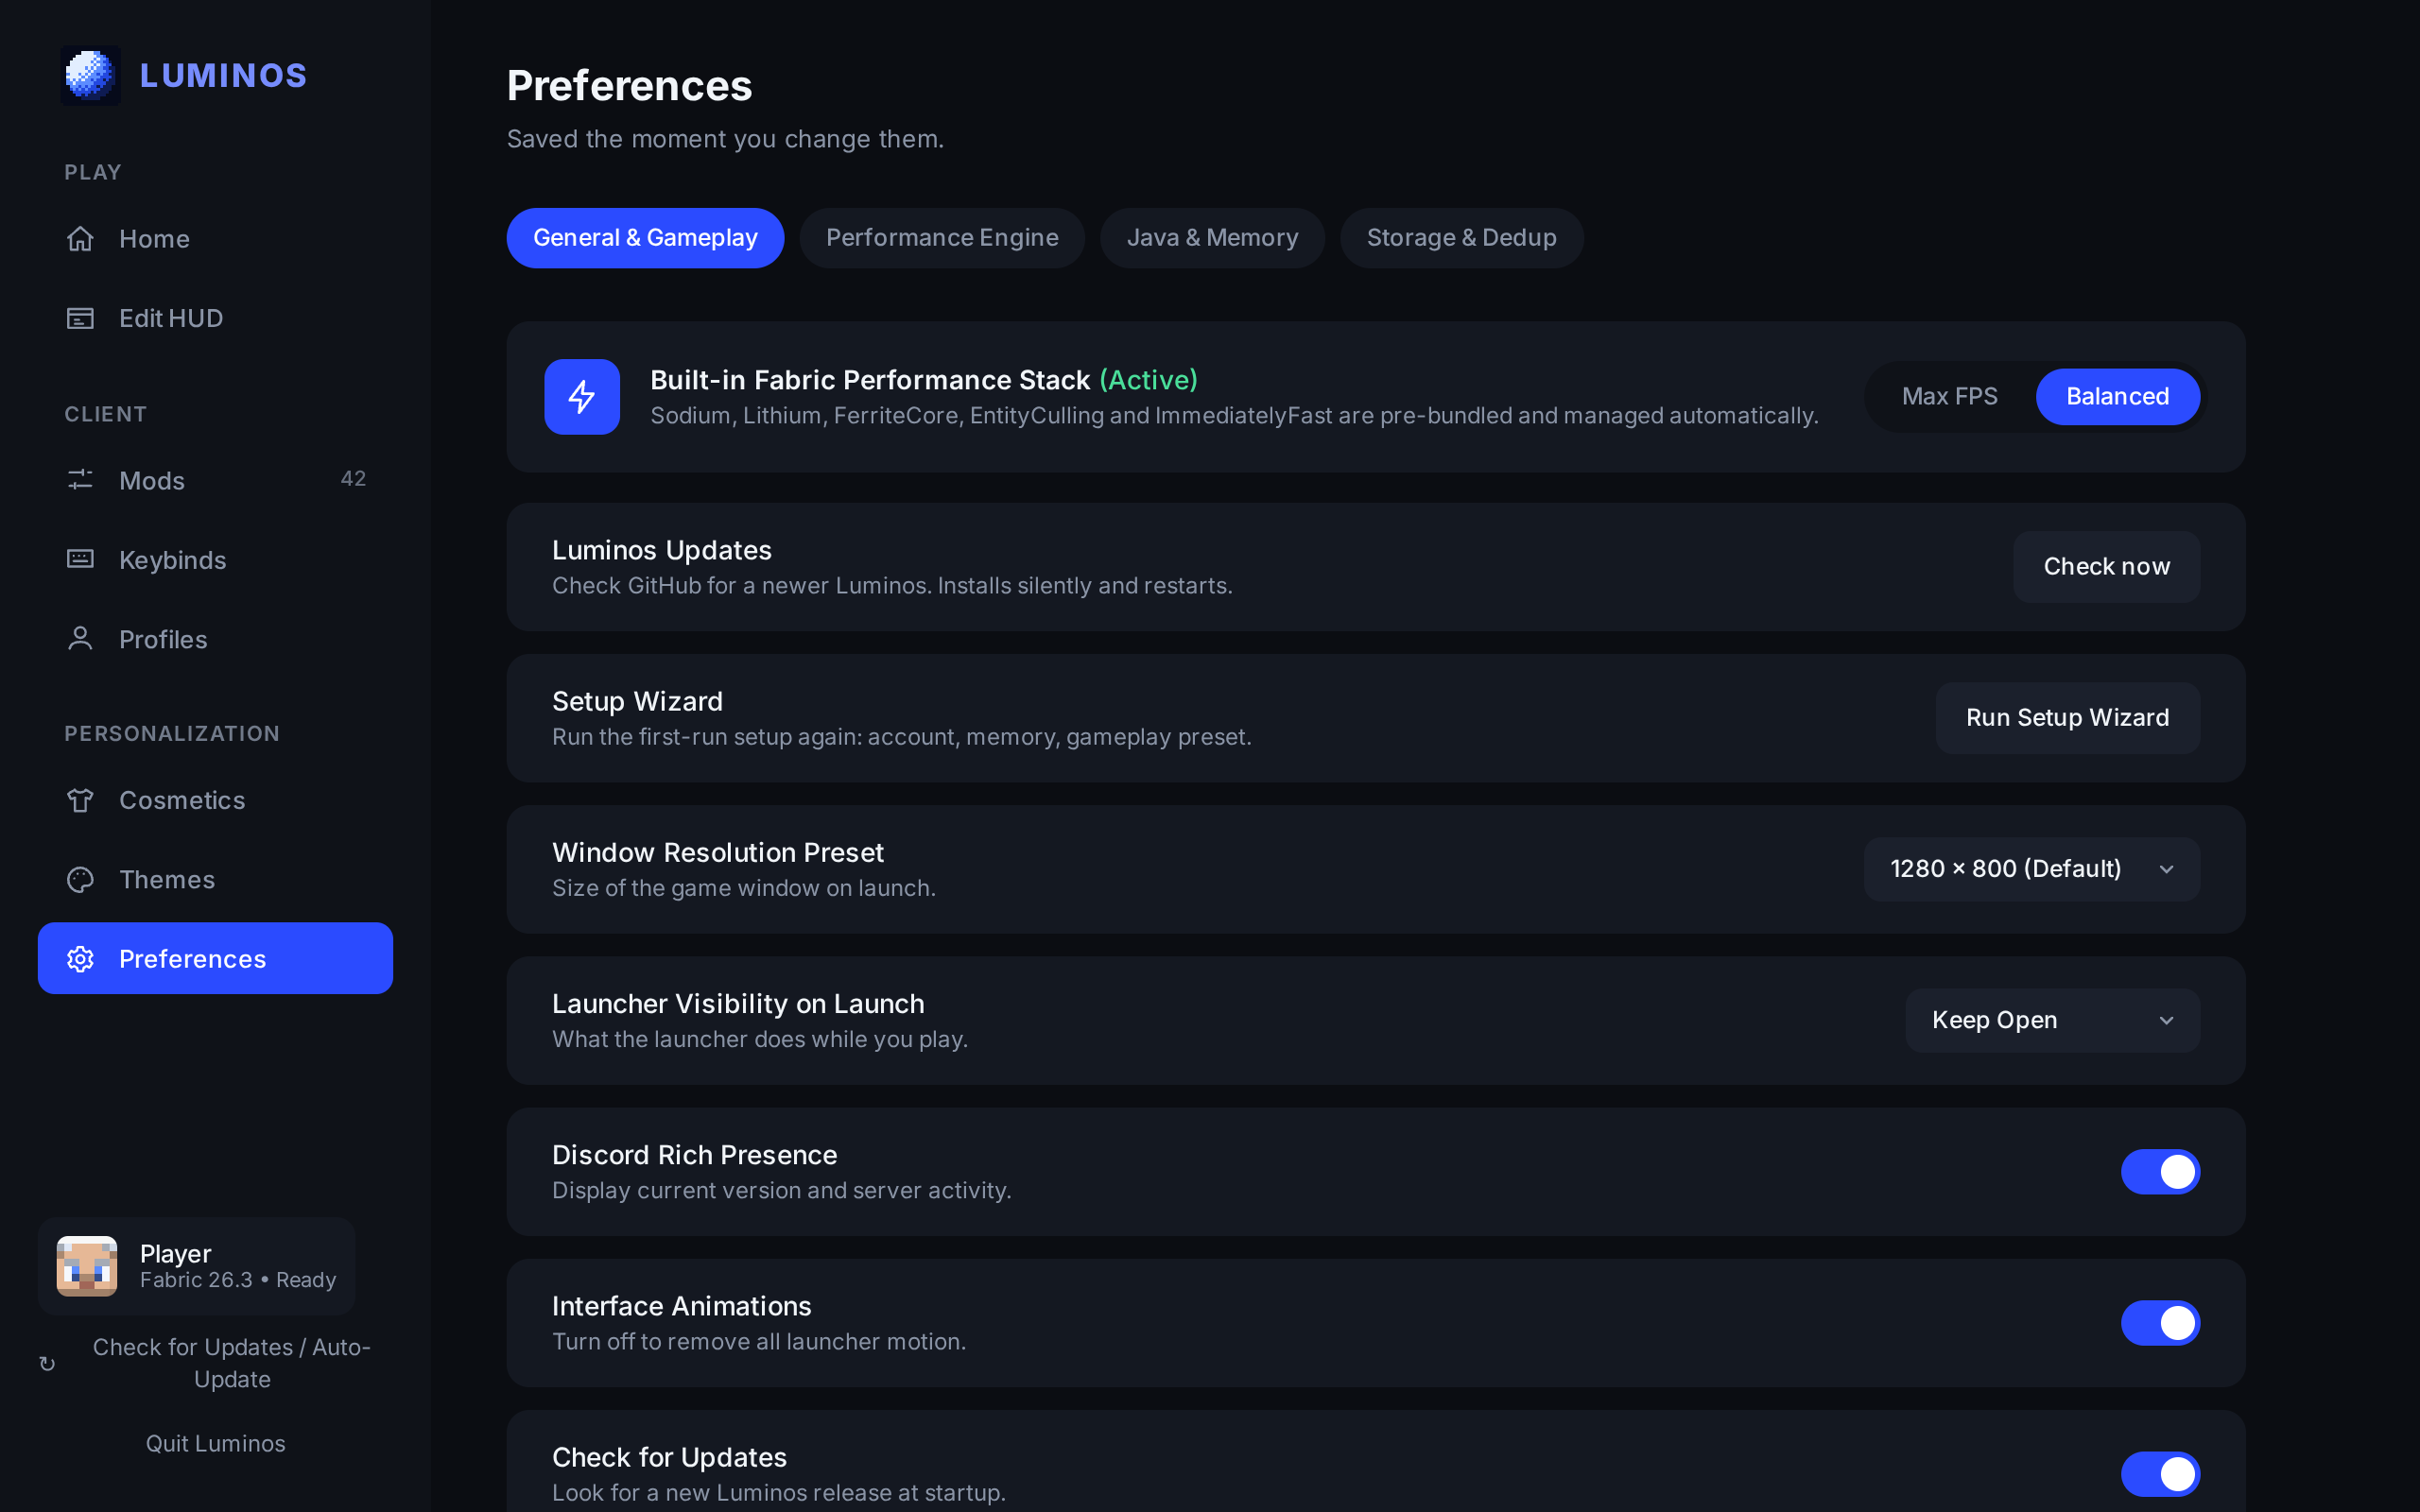 LUMINOS
PLAY
Home
Edit HUD
CLIENT
Mods 42
Keybinds
Profiles
PERSONALIZATION
Cosmetics
Themes
Preferences
Player
Fabric 26.3 • Ready
↻ Check for Updates / Auto-
Update
Quit Luminos
Preferences
Saved the moment you change them.
General & Gameplay Performance Engine Java & Memory Storage & Dedup
Built-in Fabric Performance Stack (Active)
Sodium, Lithium, FerriteCore, EntityCulling and ImmediatelyFast are pre-bundled and managed automatically.
Max FPS Balanced
Luminos Updates
Check GitHub for a newer Luminos. Installs silently and restarts.
Check now
Setup Wizard
Run the first-run setup again: account, memory, gameplay preset.
Run Setup Wizard
Window Resolution Preset
Size of the game window on launch.
1280 × 800 (Default)
Launcher Visibility on Launch
What the launcher does while you play.
Keep Open
Discord Rich Presence
Display current version and server activity.
Interface Animations
Turn off to remove all launcher motion.
Check for Updates
Look for a new Luminos release at startup.